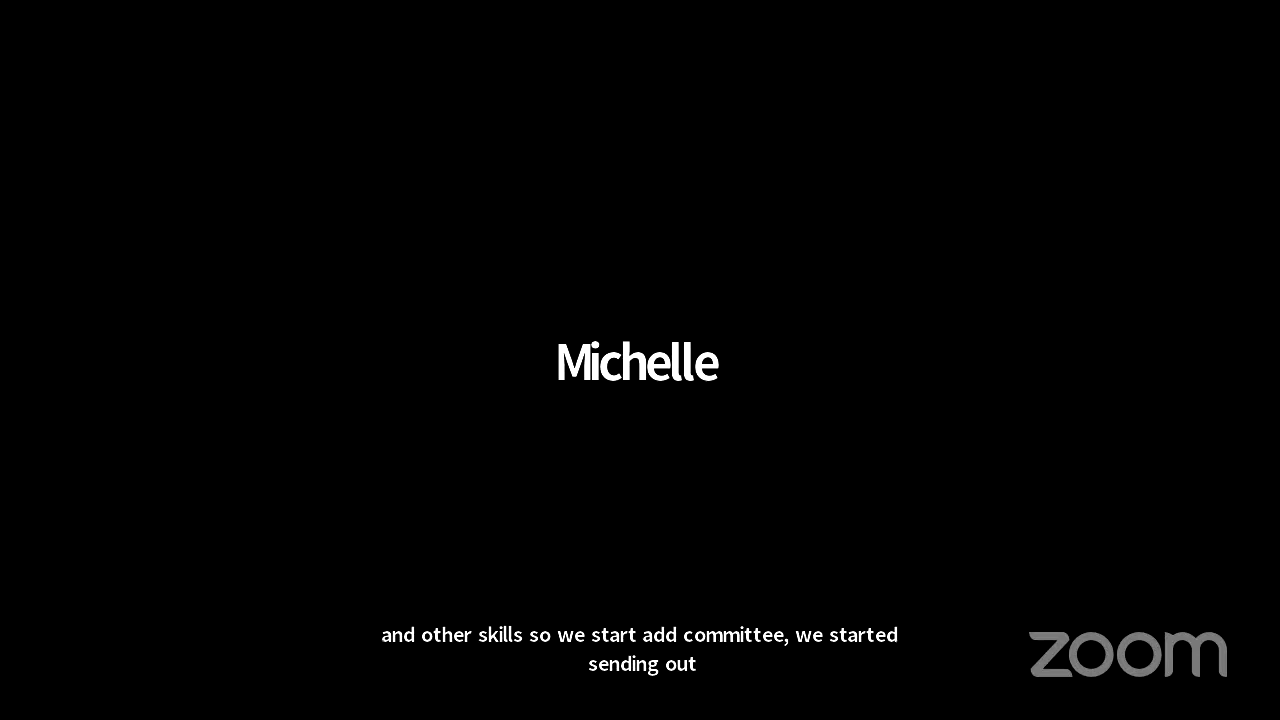 Michelle
and other skills so we start add committee, we started
sending out
zoom